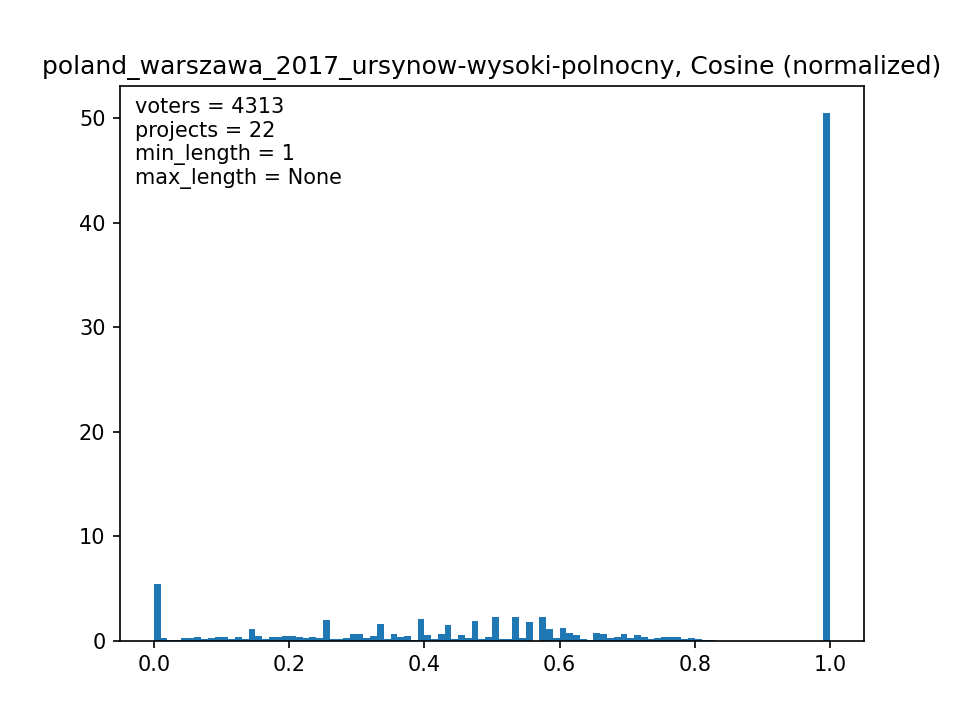 poland_warszawa_2017_ursynow-wysoki-polnocny, Cosine (normalized)
voters = 4313
projects = 22
min_length = 1
max_length = None
50
40
30
20
10
0
0.0 0.2 0.4 0.6 0.8 1.0